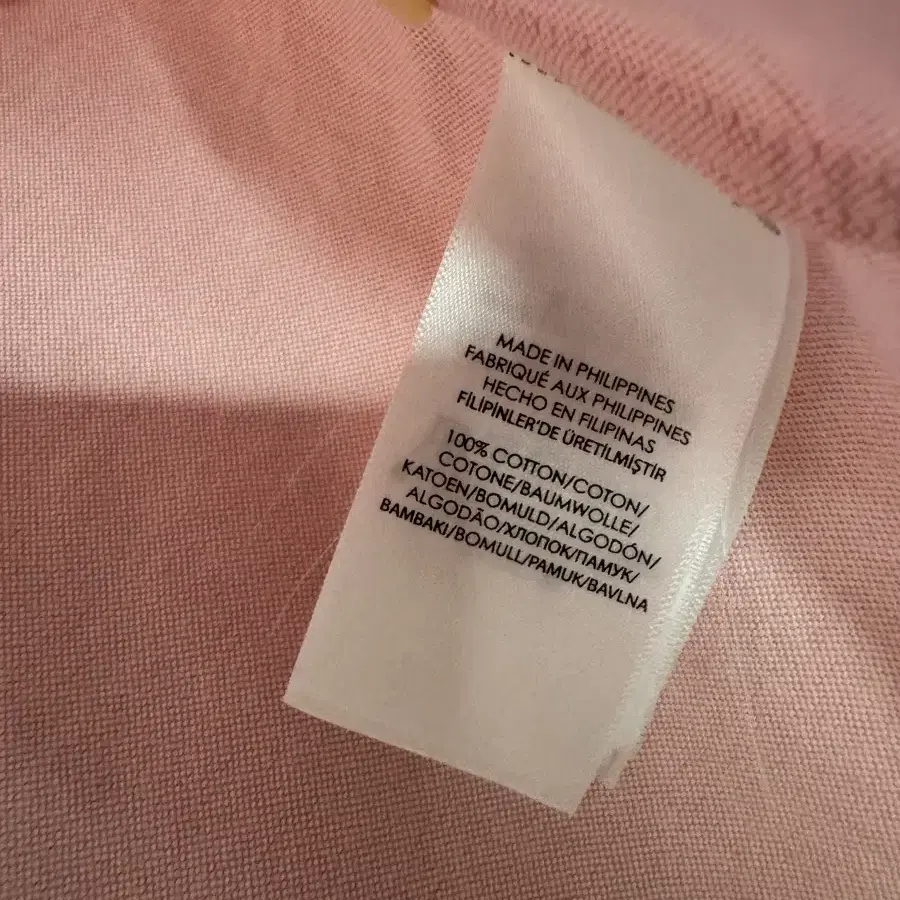 MADE IN PHILIPPINES
FABRIQUÉ AUX PHILIPPINES
HECHO EN FILIPINAS
FİLİPİNLER'DE ÜRETİLMİŞTİR
100% COTTON/COTON/
COTONE/BAUMWOLLE/
KATOEN/BOMULD/ALGODÓN/
ALGODÃO/ХЛОПОК/ПАМУК/
BAMBAKI/BOMULL/PAMUK/BAVLNA